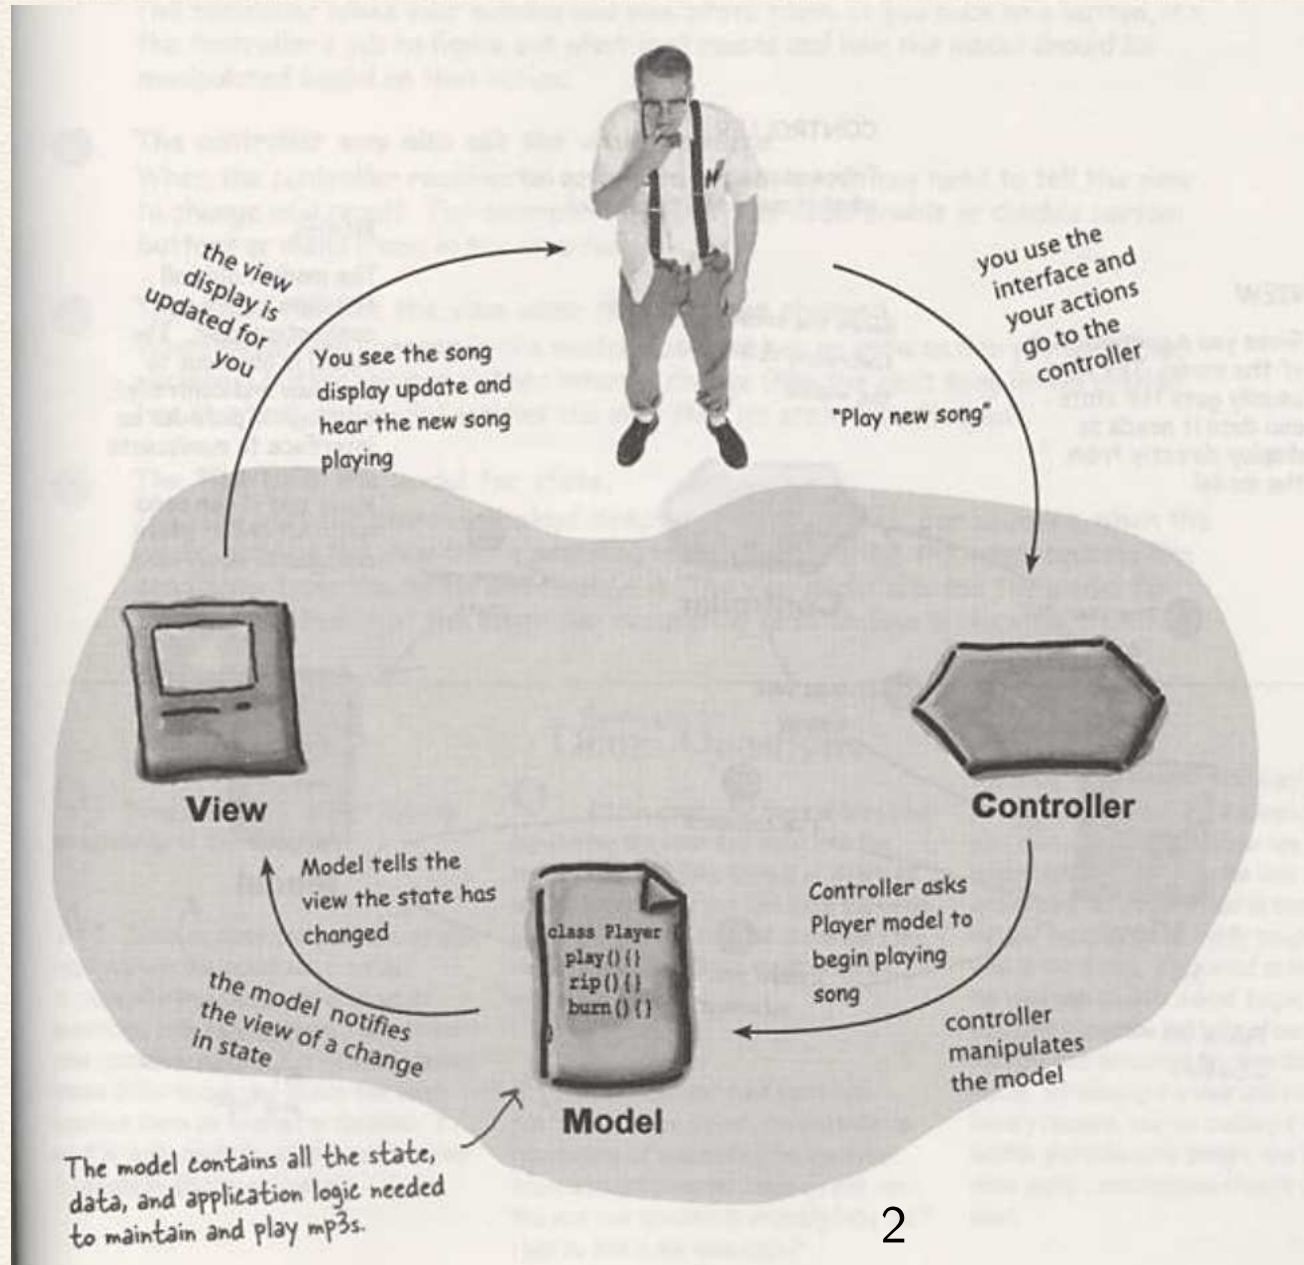 the view
display is
updated for
you
You see the song
display update and
hear the new song
playing
you use the
interface and
your actions
go to the
controller
"Play new song"
View
Controller
Model tells the
view the state has
changed
the model notifies
the view of a change
in state
class Player {
play(){}
rip(){}
burn(){}
}
Controller asks
Player model to
begin playing
song
controller
manipulates
the model
Model
The model contains all the state,
data, and application logic needed
to maintain and play mp3s.
2